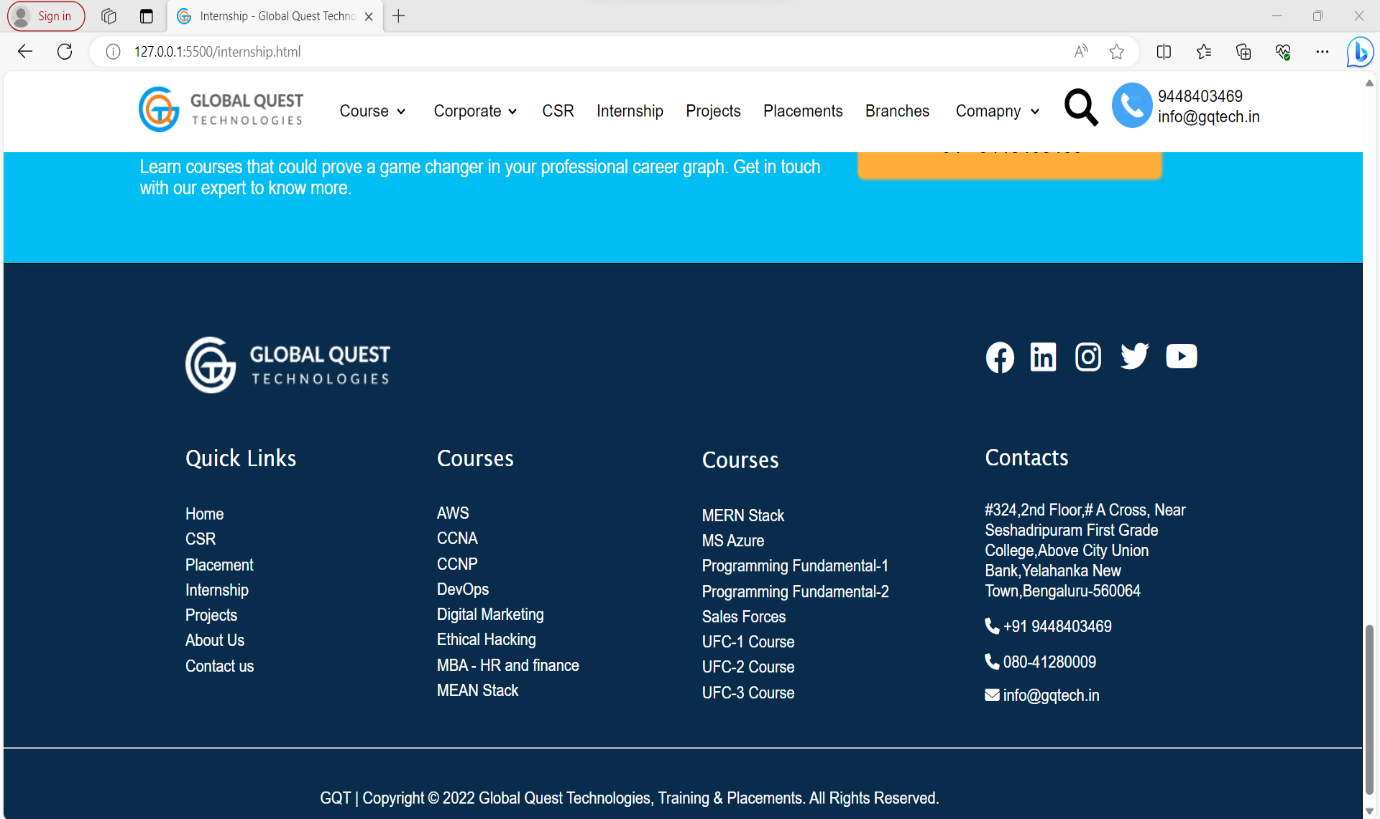 Sign in
Internship - Global Quest Techno
127.0.0.1:5500/internship.html
GLOBAL QUEST
TECHNOLOGIES
Course
Corporate
CSR
Internship
Projects
Placements
Branches
Comapny
9448403469
info@gqtech.in
Learn courses that could prove a game changer in your professional career graph. Get in touch
with our expert to know more.
GLOBAL QUEST
TECHNOLOGIES
Quick Links
Home
CSR
Placement
Internship
Projects
About Us
Contact us
Courses
AWS
CCNA
CCNP
DevOps
Digital Marketing
Ethical Hacking
MBA - HR and finance
MEAN Stack
Courses
MERN Stack
MS Azure
Programming Fundamental-1
Programming Fundamental-2
Sales Forces
UFC-1 Course
UFC-2 Course
UFC-3 Course
Contacts
#324,2nd Floor,# A Cross, Near
Seshadripuram First Grade
College,Above City Union
Bank,Yelahanka New
Town,Bengaluru-560064
+91 9448403469
080-41280009
info@gqtech.in
GQT | Copyright © 2022 Global Quest Technologies, Training & Placements. All Rights Reserved.